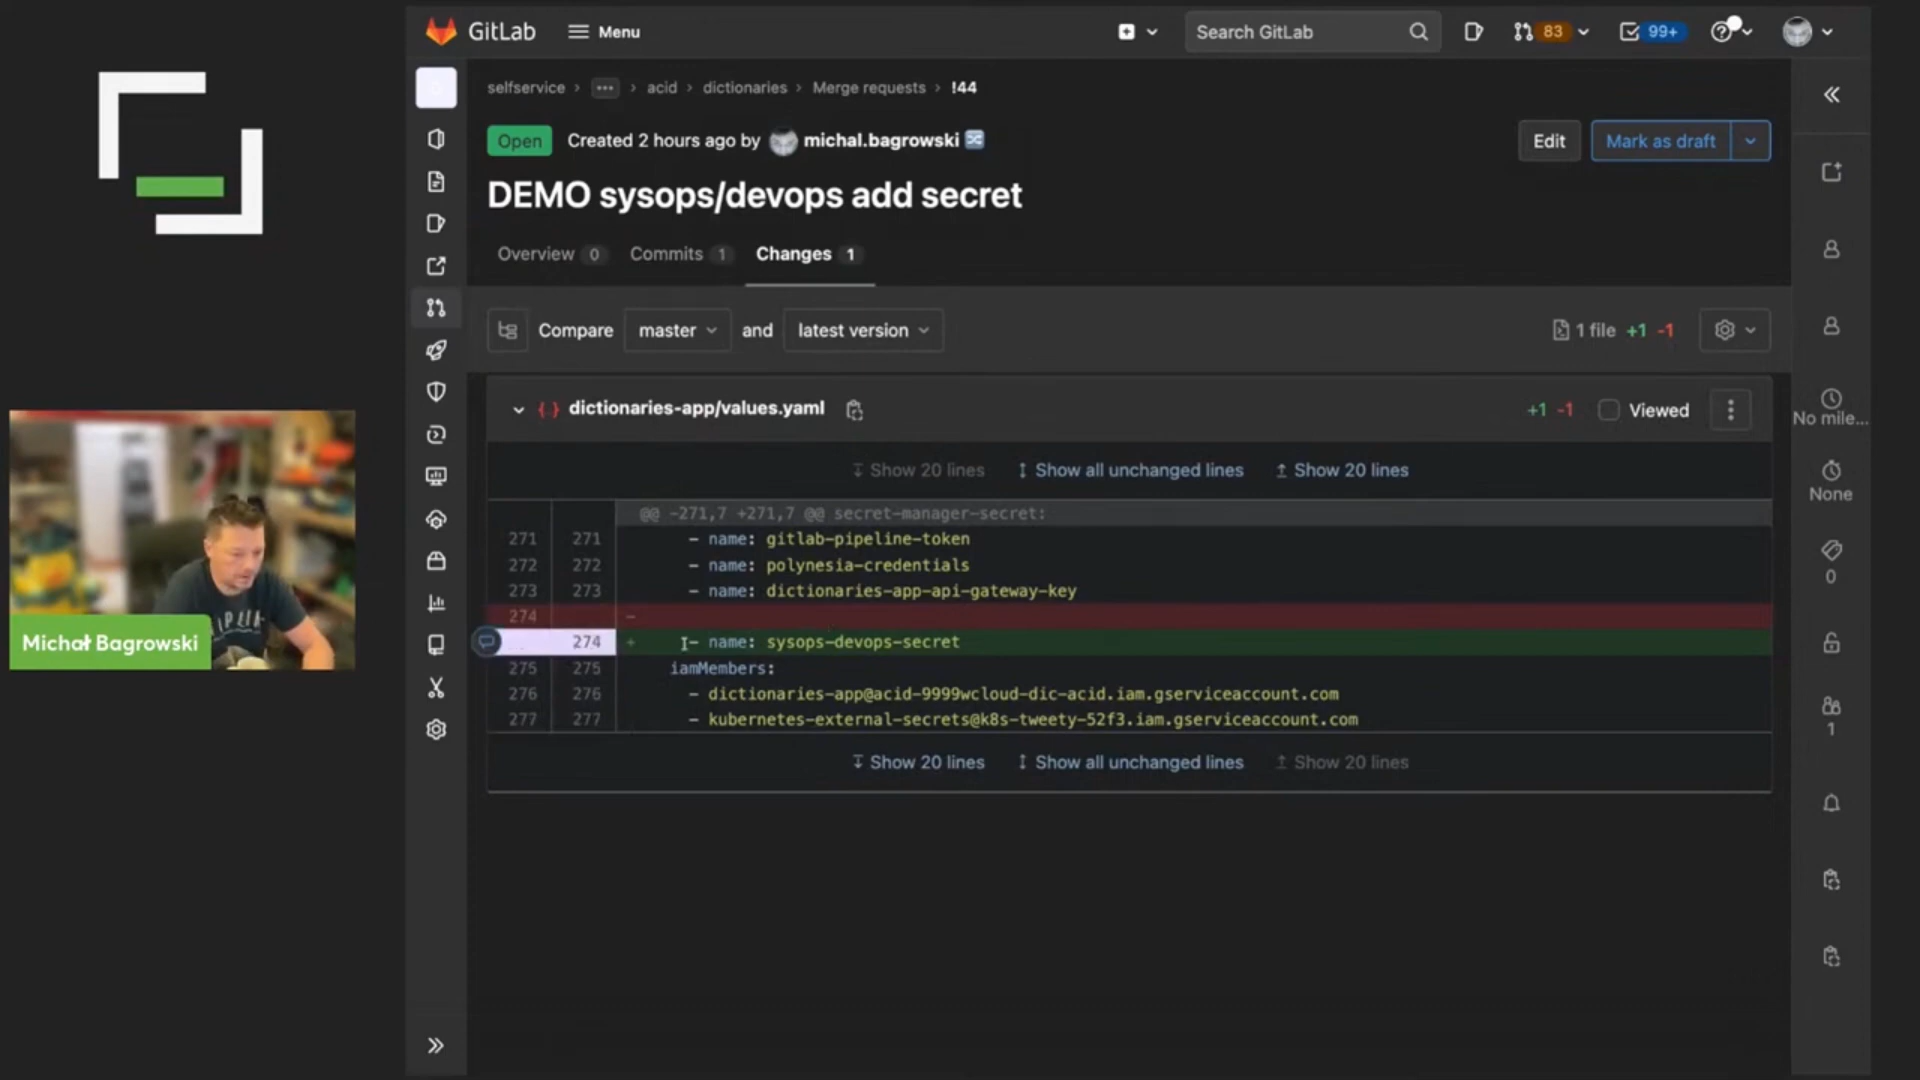 GitLab
Menu
Search GitLab
83
99+
selfservice › ··· › acid › dictionaries › Merge requests › !44
Open Created 2 hours ago by michal.bagrowski
Edit
Mark as draft
DEMO sysops/devops add secret
Overview 0 Commits 1 Changes 1
Compare master and latest version
1 file +1 -1
dictionaries-app/values.yaml
+1 -1 Viewed
Show 20 lines Show all unchanged lines Show 20 lines
@@ -271,7 +271,7 @@ secret-manager-secret:
271 271 - name: gitlab-pipeline-token
272 272 - name: polynesia-credentials
273 273 - name: dictionaries-app-api-gateway-key
274 -
274 + - name: sysops-devops-secret
275 275 iamMembers:
276 276 - dictionaries-app@acid-9999wcloud-dic-acid.iam.gserviceaccount.com
277 277 - kubernetes-external-secrets@k8s-tweety-52f3.iam.gserviceaccount.com
Show 20 lines Show all unchanged lines Show 20 lines
No mile...
None
0
1
Michał Bagrowski